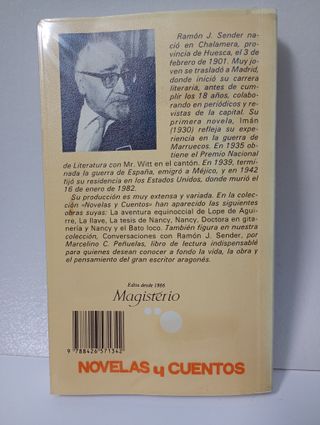 Ramón J. Sender na-
ció en Chalamera, pro-
vincia de Huesca, el 3 de
febrero de 1901. Muy jo-
ven se trasladó a Madrid,
donde inició su carrera
literaria, antes de cum-
plir los 18 años, colabo-
rando en periódicos y re-
vistas de la capital. Su
primera novela, Imán
(1930) refleja su expe-
riencia en la guerra de
Marruecos. En 1935 ob-
tiene el Premio Nacional
de Literatura con Mr. Witt en el cantón. En 1939, termi-
nada la guerra de España, emigró a Méjico, y en 1942
fijó su residencia en los Estados Unidos, donde murió el
16 de enero de 1982.
Su producción es muy extensa y variada. En la colec-
ción «Novelas y Cuentos» han aparecido las siguientes
obras suyas: La aventura equinoccial de Lope de Agui-
rre, La llave, La tesis de Nancy, Nancy, Doctora en gita-
nería y Nancy y el Bato loco. También figura en nuestra
colección, Conversaciones con Ramón J. Sender, por
Marcelino C. Peñuelas, libro de lectura indispensable
para quienes desean conocer a fondo la vida, la obra y
el pensamiento del gran escritor aragonés.
Edita desde 1866
Magisterio
9 788426 571342
NOVELAS y CUENTOS